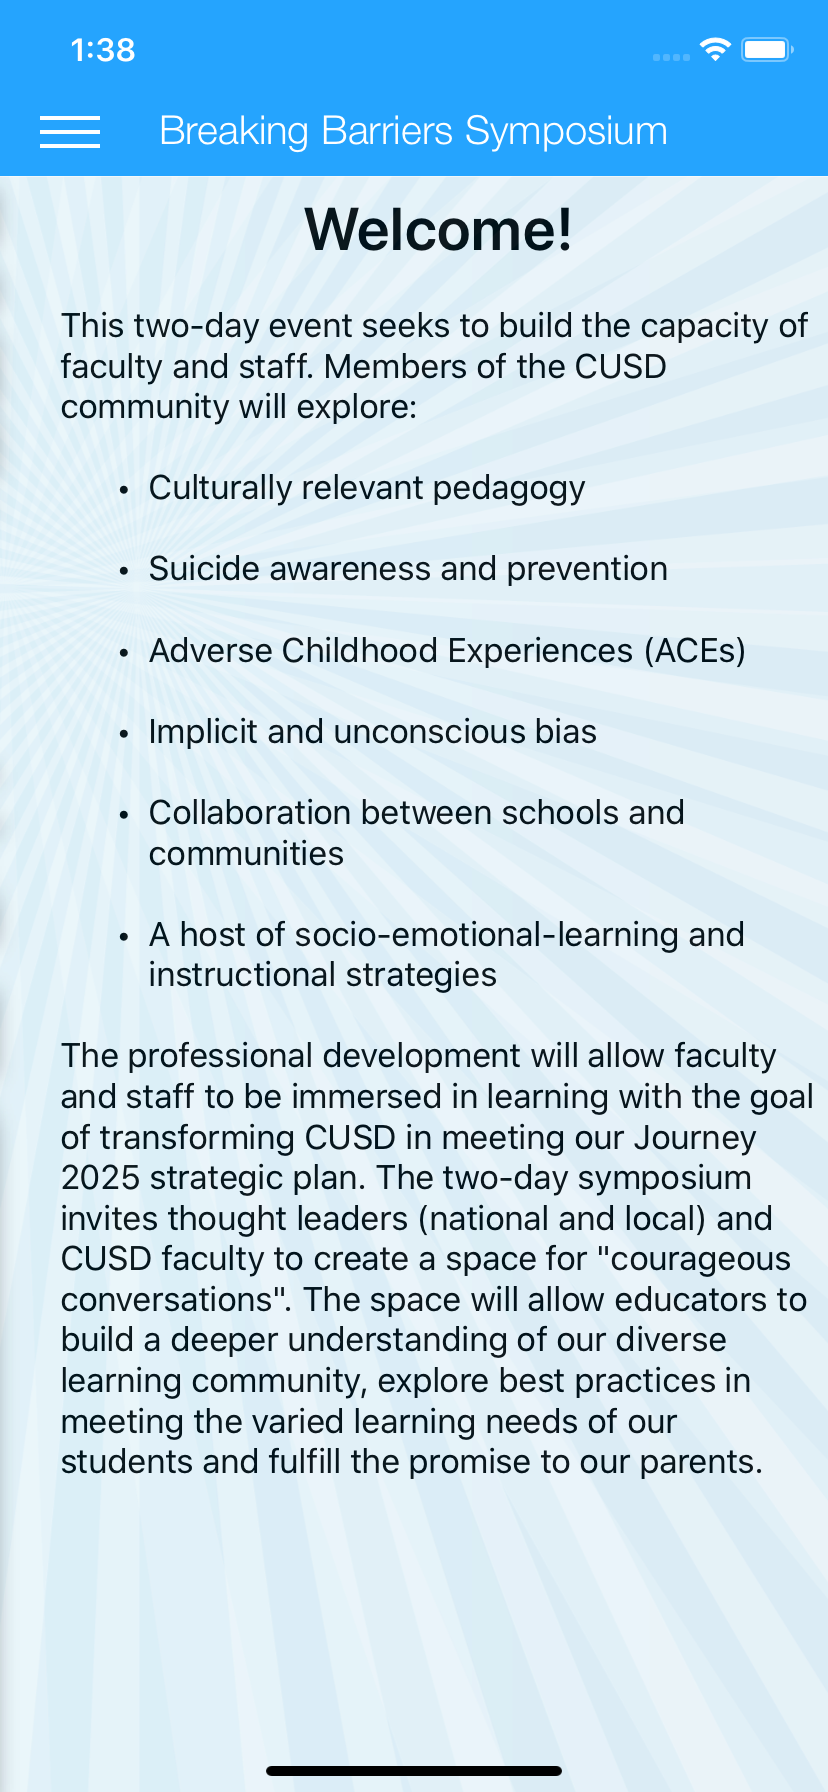 1:38
Breaking Barriers Symposium
Welcome!
This two-day event seeks to build the capacity of
faculty and staff. Members of the CUSD
community will explore:
• Culturally relevant pedagogy
• Suicide awareness and prevention
• Adverse Childhood Experiences (ACEs)
• Implicit and unconscious bias
• Collaboration between schools and
communities
• A host of socio-emotional-learning and
instructional strategies
The professional development will allow faculty
and staff to be immersed in learning with the goal
of transforming CUSD in meeting our Journey
2025 strategic plan. The two-day symposium
invites thought leaders (national and local) and
CUSD faculty to create a space for "courageous
conversations". The space will allow educators to
build a deeper understanding of our diverse
learning community, explore best practices in
meeting the varied learning needs of our
students and fulfill the promise to our parents.